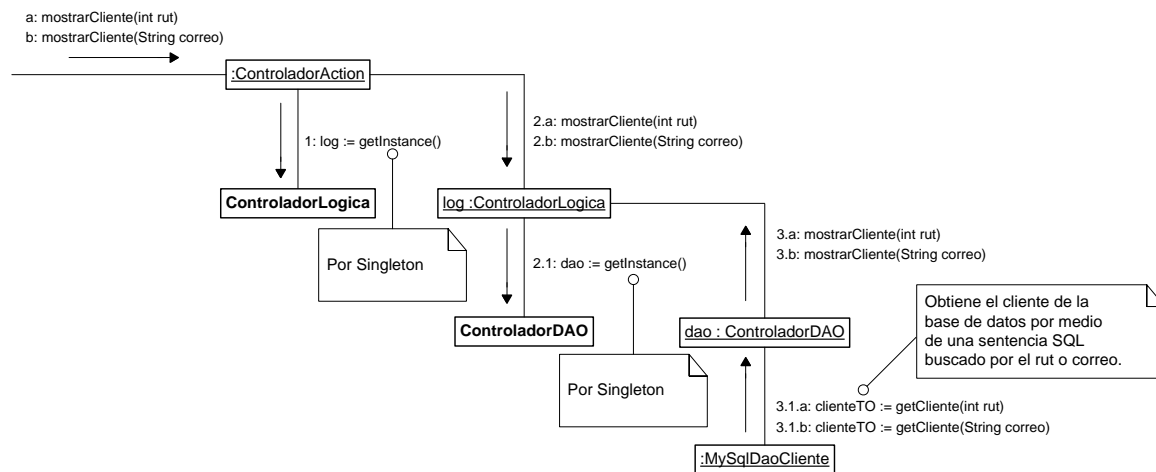 a: mostrarCliente(int rut)
b: mostrarCliente(String correo)
:ControladorAction
1: log := getInstance()
2.a: mostrarCliente(int rut)
2.b: mostrarCliente(String correo)
ControladorLogica
log :ControladorLogica
Por Singleton
2.1: dao := getInstance()
3.a: mostrarCliente(int rut)
3.b: mostrarCliente(String correo)
Obtiene el cliente de la
base de datos por medio
de una sentencia SQL
buscado por el rut o correo.
ControladorDAO
dao : ControladorDAO
Por Singleton
3.1.a: clienteTO := getCliente(int rut)
3.1.b: clienteTO := getCliente(String correo)
:MySqlDaoCliente